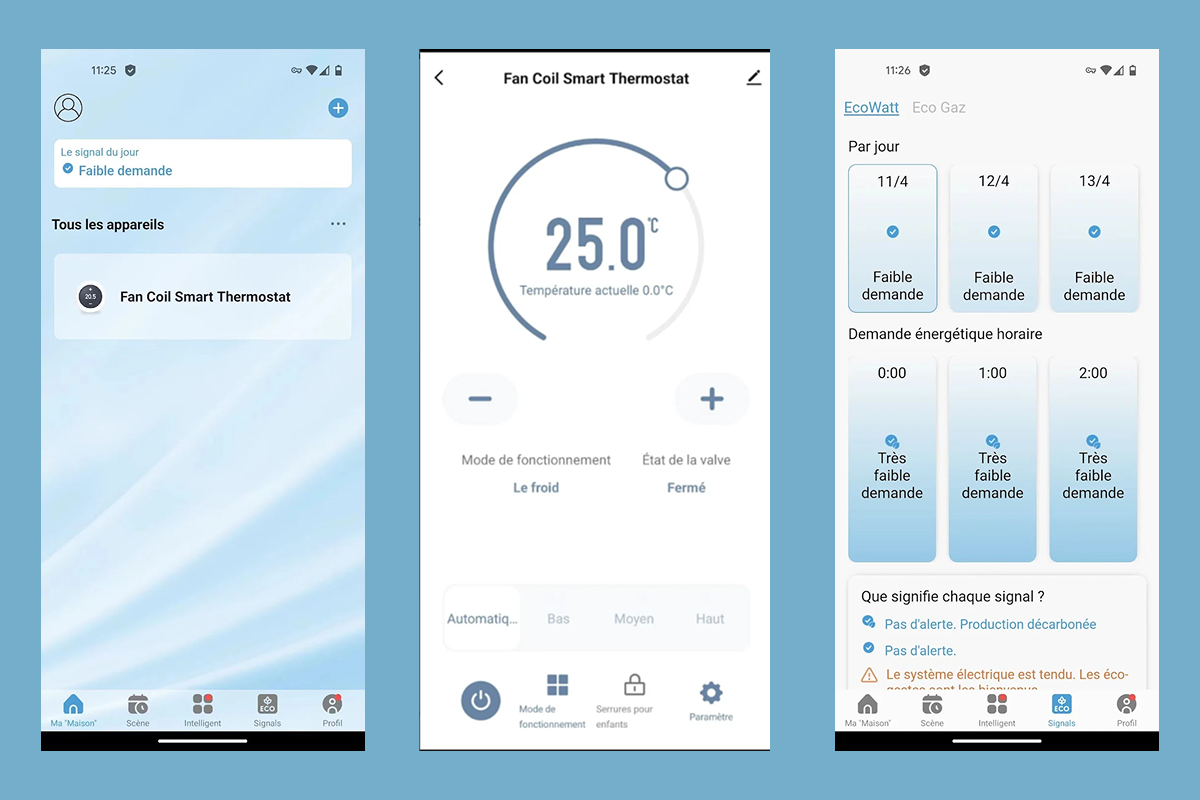 11:25
Le signal du jour
Faible demande
Tous les appareils
20.5
Fan Coil Smart Thermostat
Ma "Maison"
Scène
Intelligent
Signals
Profil
Fan Coil Smart Thermostat
25.0°C
Température actuelle 0.0°C
Mode de fonctionnement
Le froid
État de la valve
Fermé
Automatiq...
Bas
Moyen
Haut
Mode de
fonctionnement
Serrures pour
enfants
Paramètre
11:26
EcoWatt Eco Gaz
Par jour
11/4
Faible
demande
12/4
Faible
demande
13/4
Faible
demande
Demande énergétique horaire
0:00
Très
faible
demande
1:00
Très
faible
demande
2:00
Très
faible
demande
Que signifie chaque signal ?
Pas d'alerte. Production décarbonée
Pas d'alerte.
Le système électrique est tendu. Les éco-
gestes sont les bienvenus
Ma "Maison"
Scène
Intelligent
ECO
Signals
Profil